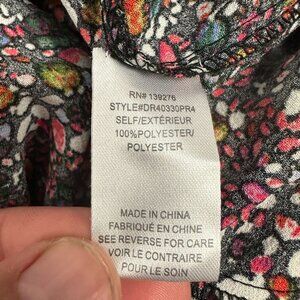 RN# 139276
STYLE#DR40330PR4
SELF/EXTÉRIEUR
100%POLYESTER/
POLYESTER
MADE IN CHINA
FABRIQUÉ EN CHINE
SEE REVERSE FOR CARE
VOIR LE CONTRAIRE
POUR LE SOIN